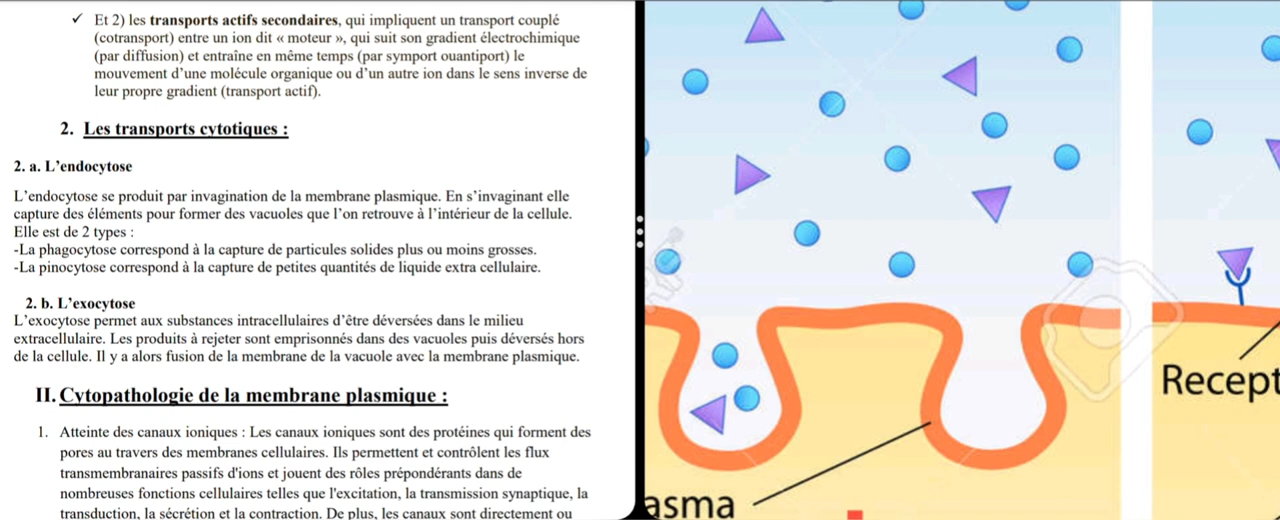 ✓ Et 2) les transports actifs secondaires, qui impliquent un transport couplé
(cotransport) entre un ion dit « moteur », qui suit son gradient électrochimique
(par diffusion) et entraîne en même temps (par symport ouantiport) le
mouvement d’une molécule organique ou d’un autre ion dans le sens inverse de
leur propre gradient (transport actif).
2. Les transports cytotiques :
2. a. L’endocytose
L’endocytose se produit par invagination de la membrane plasmique. En s’invaginant elle
capture des éléments pour former des vacuoles que l’on retrouve à l’intérieur de la cellule.
Elle est de 2 types :
-La phagocytose correspond à la capture de particules solides plus ou moins grosses.
-La pinocytose correspond à la capture de petites quantités de liquide extra cellulaire.
2. b. L’exocytose
L’exocytose permet aux substances intracellulaires d’être déversées dans le milieu
extracellulaire. Les produits à rejeter sont emprisonnés dans des vacuoles puis déversés hors
de la cellule. Il y a alors fusion de la membrane de la vacuole avec la membrane plasmique.
II. Cytopathologie de la membrane plasmique :
1. Atteinte des canaux ioniques : Les canaux ioniques sont des protéines qui forment des
pores au travers des membranes cellulaires. Ils permettent et contrôlent les flux
transmembranaires passifs d'ions et jouent des rôles prépondérants dans de
nombreuses fonctions cellulaires telles que l'excitation, la transmission synaptique, la
transduction, la sécrétion et la contraction. De plus, les canaux sont directement ou
asma
Recept